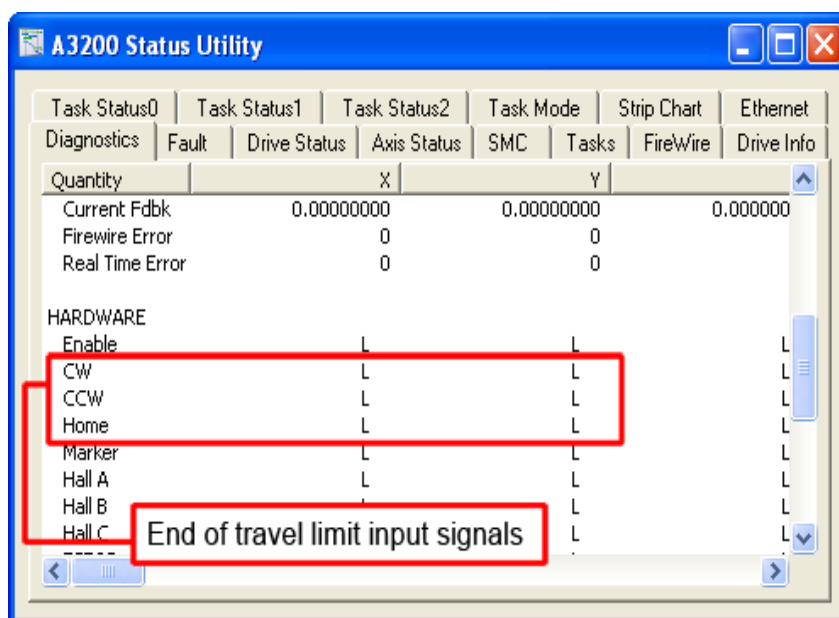 A3200 Status Utility
Task Status0 Task Status1 Task Status2 Task Mode Strip Chart Ethernet
Diagnostics Fault Drive Status Axis Status SMC Tasks FireWire Drive Info
Quantity X Y
Current Fdbk 0.00000000 0.00000000 0.000000
Firewire Error 0 0
Real Time Error 0 0
HARDWARE
Enable L L L
CW L L L
CCW L L L
Home L L L
Marker L L L
Hall A L L L
Hall B L L
Hall C L L
End of travel limit input signals